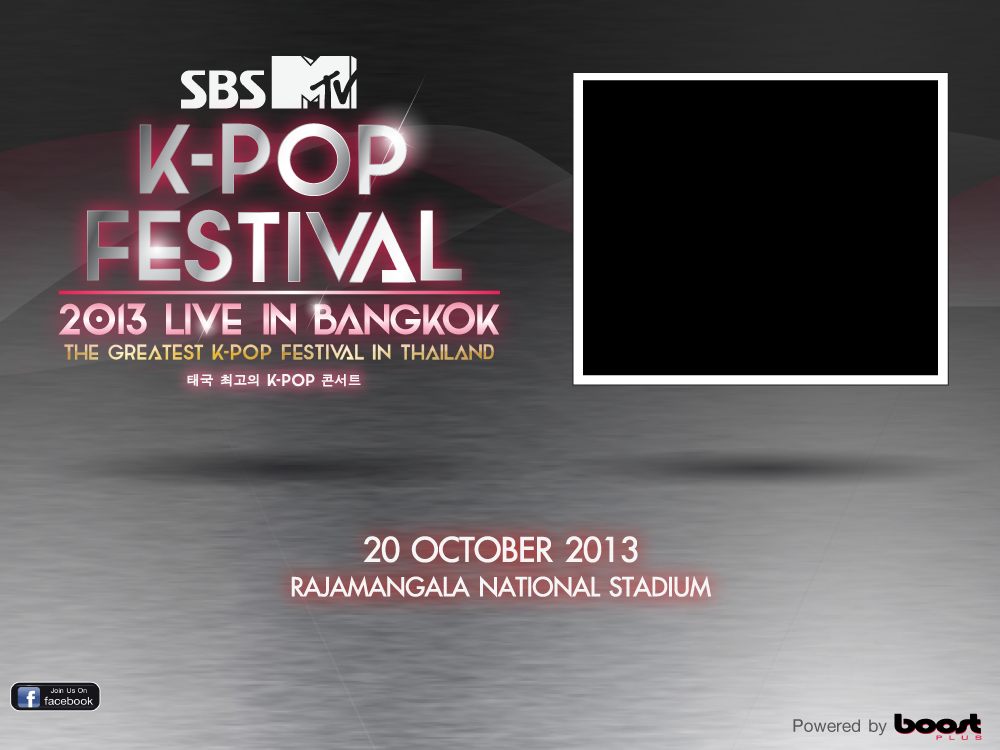 SBS MTV
K-POP
FESTIVAL
2013 LIVE IN BANGKOK
THE GREATEST K-POP FESTIVAL IN THAILAND
태국 최고의 K-POP 콘서트
20 OCTOBER 2013
RAJAMANGALA NATIONAL STADIUM
f
Join Us On
facebook
Powered by boost
PLUS